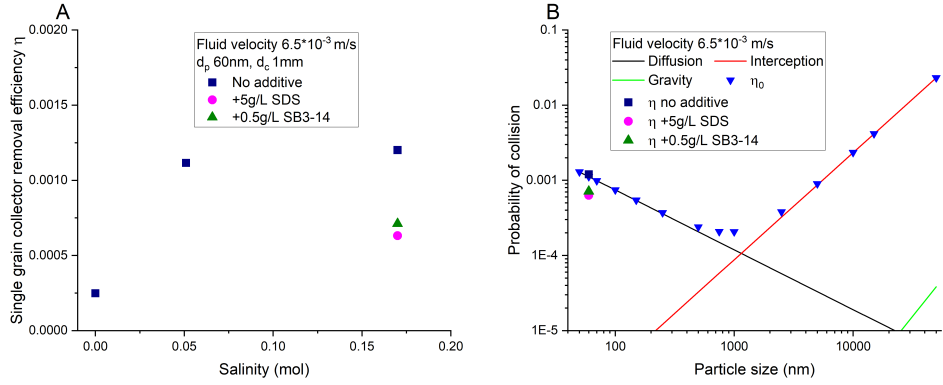 A
Single grain collector removal efficiency η
0.0020
0.0015
0.0010
0.0005
0.0000
Fluid velocity 6.5*10⁻³ m/s
dₚ 60nm, d_c 1mm
No additive
+5g/L SDS
+0.5g/L SB3-14
0.00
0.05
0.10
0.15
0.20
Salinity (mol)
B
Probability of collision
0.1
0.01
0.001
1E-4
1E-5
Fluid velocity 6.5*10⁻³ m/s
Diffusion
Interception
Gravity
η₀
η no additive
η +5g/L SDS
η +0.5g/L SB3-14
100
1000
10000
Particle size (nm)